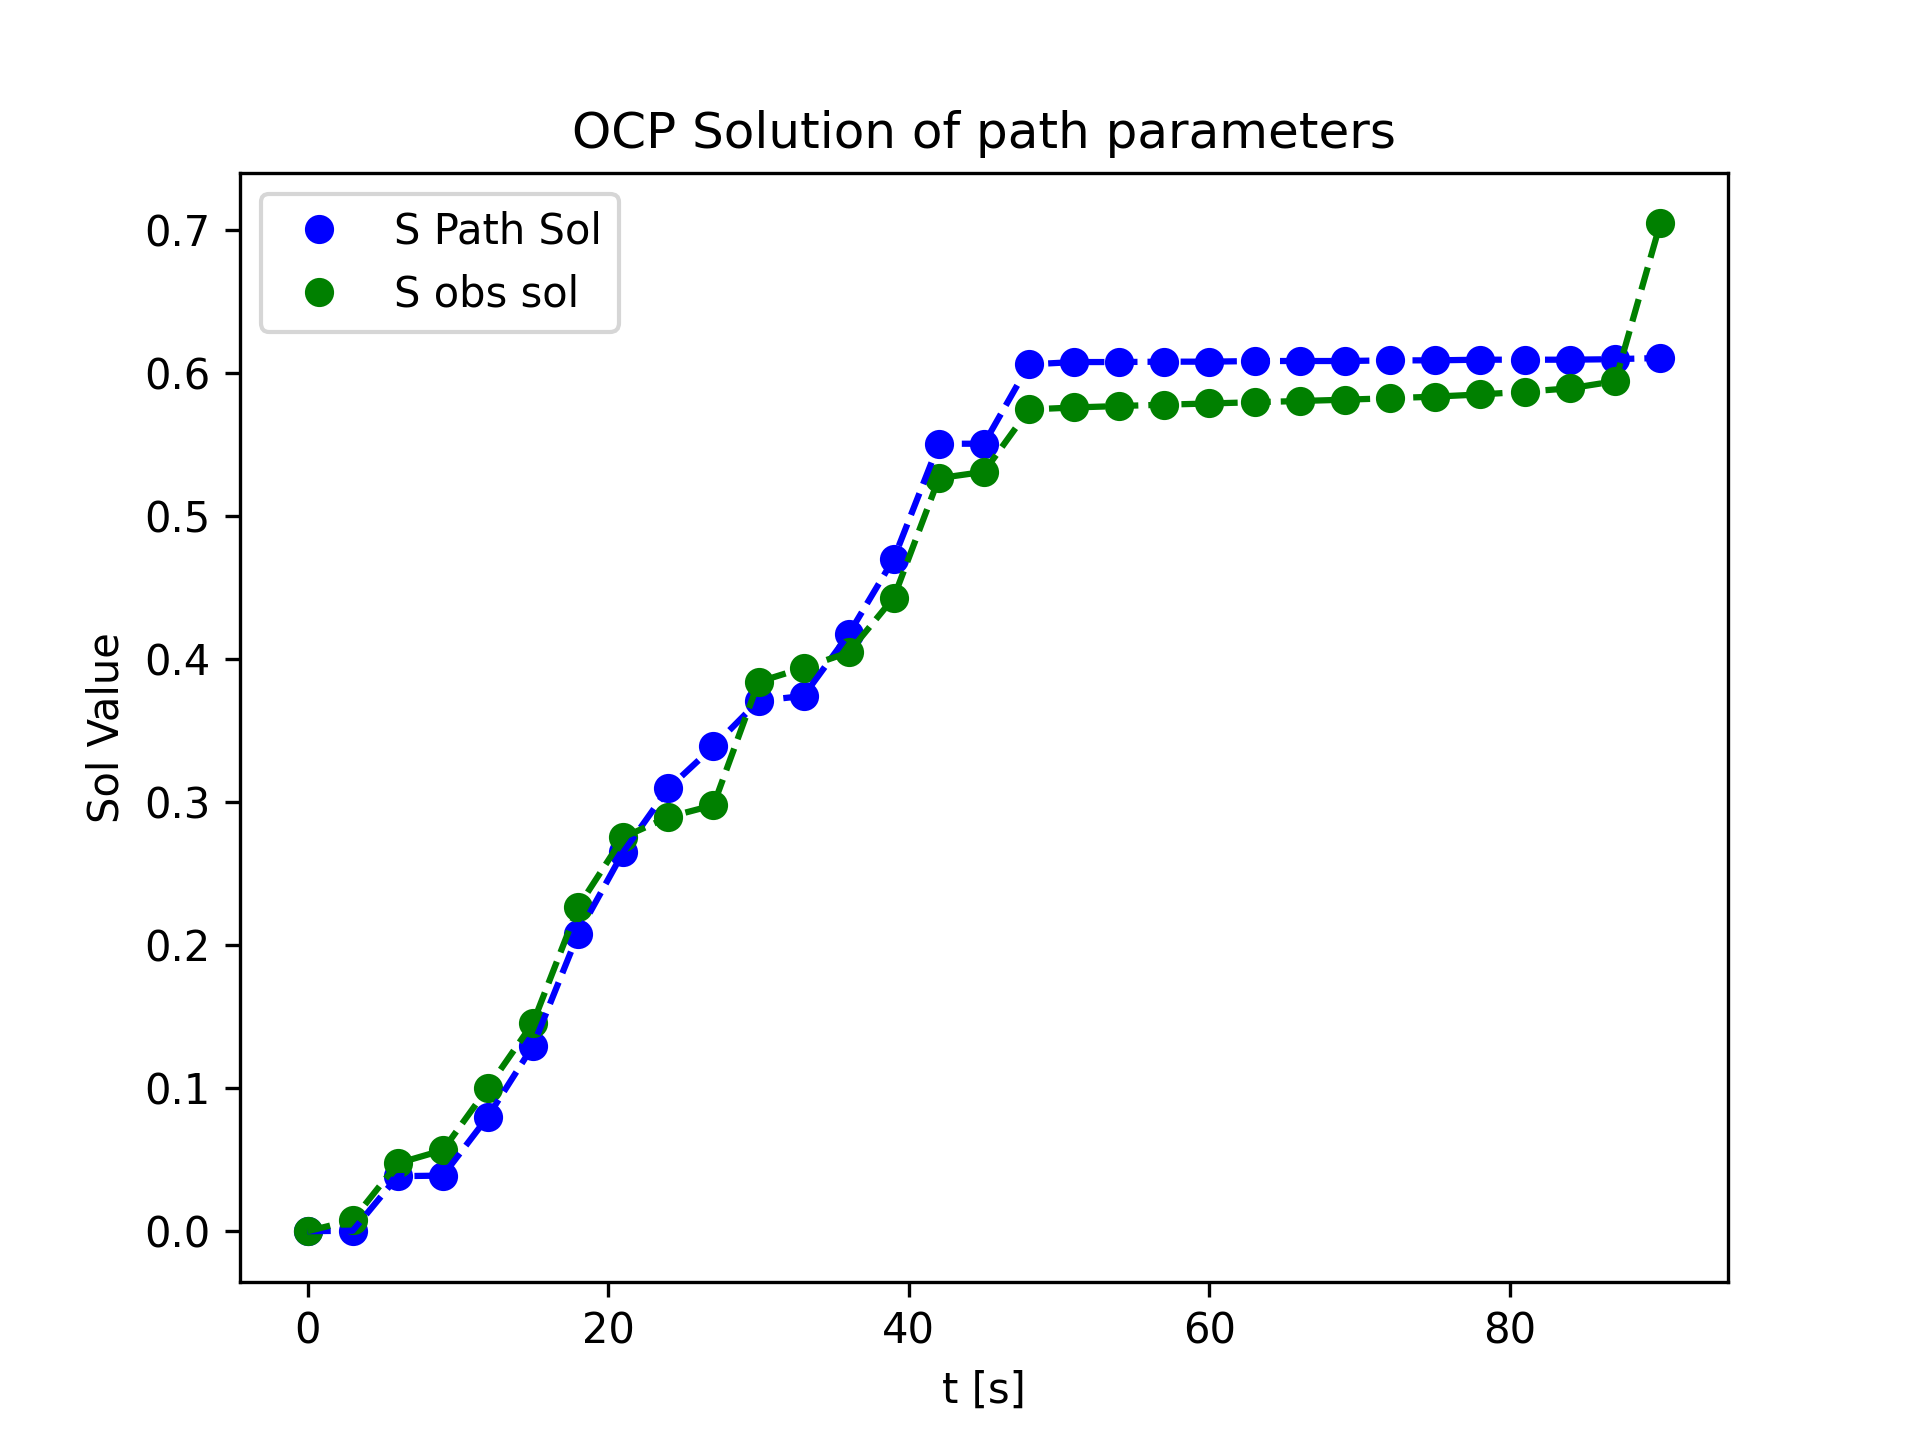 OCP Solution of path parameters
S Path Sol
S obs sol
0.7
0.6
0.5
0.4
0.3
0.2
0.1
0.0
Sol Value
0 20 40 60 80
t [s]